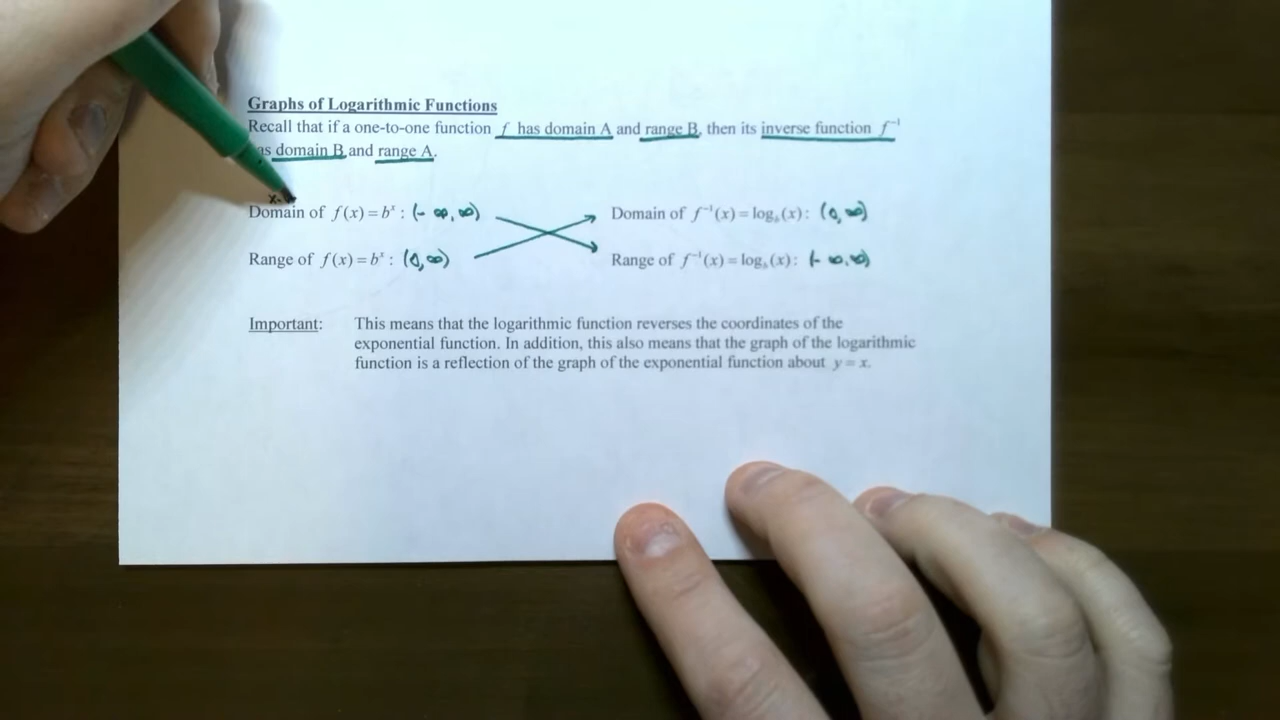 Graphs of Logarithmic Functions
Recall that if a one-to-one function f has domain A and range B, then its inverse function f⁻¹
as domain B and range A.
Domain of f(x) = bˣ : (-∞,∞)
Domain of f⁻¹(x) = log_b(x): (0,∞)
Range of f(x) = bˣ : (0,∞)
Range of f⁻¹(x) = log_b(x): (-∞,∞)
Important: This means that the logarithmic function reverses the coordinates of the
exponential function. In addition, this also means that the graph of the logarithmic
function is a reflection of the graph of the exponential function about y = x.